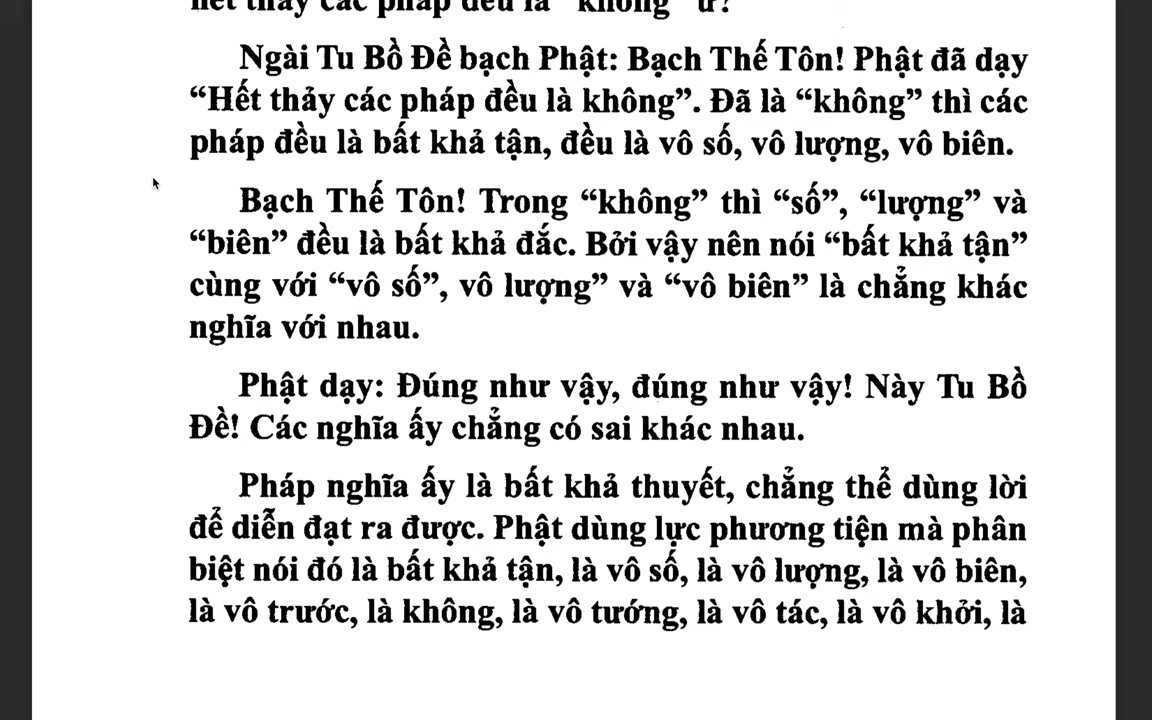 hết thảy các pháp đều là “không” ư?
Ngài Tu Bồ Đề bạch Phật: Bạch Thế Tôn! Phật đã dạy
“Hết thảy các pháp đều là không”. Đã là “không” thì các
pháp đều là bất khả tận, đều là vô số, vô lượng, vô biên.
Bạch Thế Tôn! Trong “không” thì “số”, “lượng” và
“biên” đều là bất khả đắc. Bởi vậy nên nói “bất khả tận”
cùng với “vô số”, vô lượng” và “vô biên” là chẳng khác
nghĩa với nhau.
Phật dạy: Đúng như vậy, đúng như vậy! Này Tu Bồ
Đề! Các nghĩa ấy chẳng có sai khác nhau.
Pháp nghĩa ấy là bất khả thuyết, chẳng thể dùng lời
để diễn đạt ra được. Phật dùng lực phương tiện mà phân
biệt nói đó là bất khả tận, là vô số, là vô lượng, là vô biên,
là vô trước, là không, là vô tướng, là vô tác, là vô khởi, là